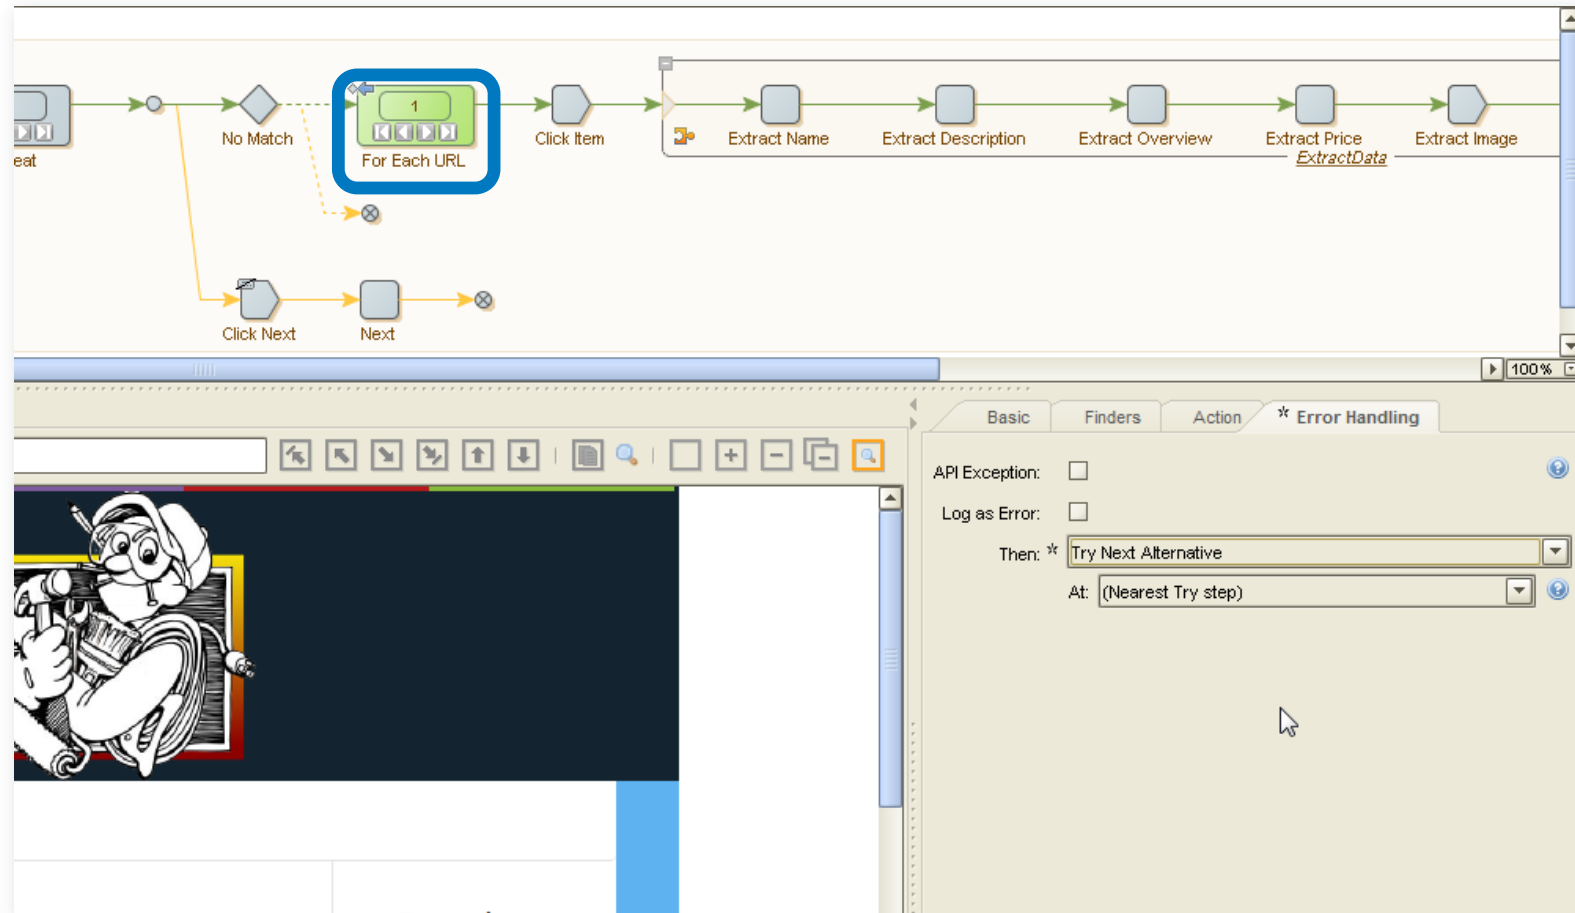 No Match
1
For Each URL
Click Item
Extract Name
Extract Description
Extract Overview
Extract Price
Extract Image
ExtractData
eat
Click Next
Next
100%
Basic
Finders
Action
* Error Handling
API Exception:
Log as Error:
Then: * Try Next Alternative
At: (Nearest Try step)